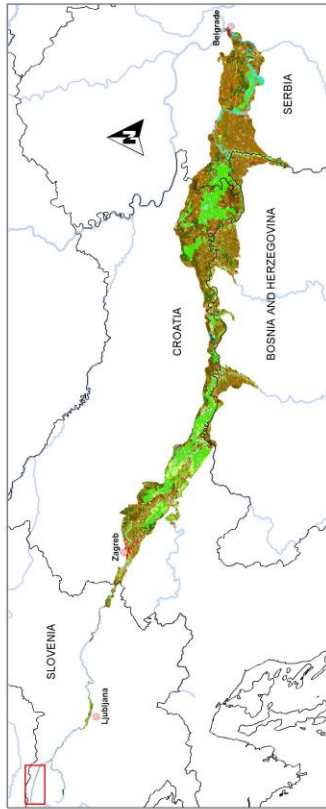 SLOVENIA
Ljubljana
Zagreb
CROATIA
BOSNIA AND HERZEGOVINA
SERBIA
Belgrade
N